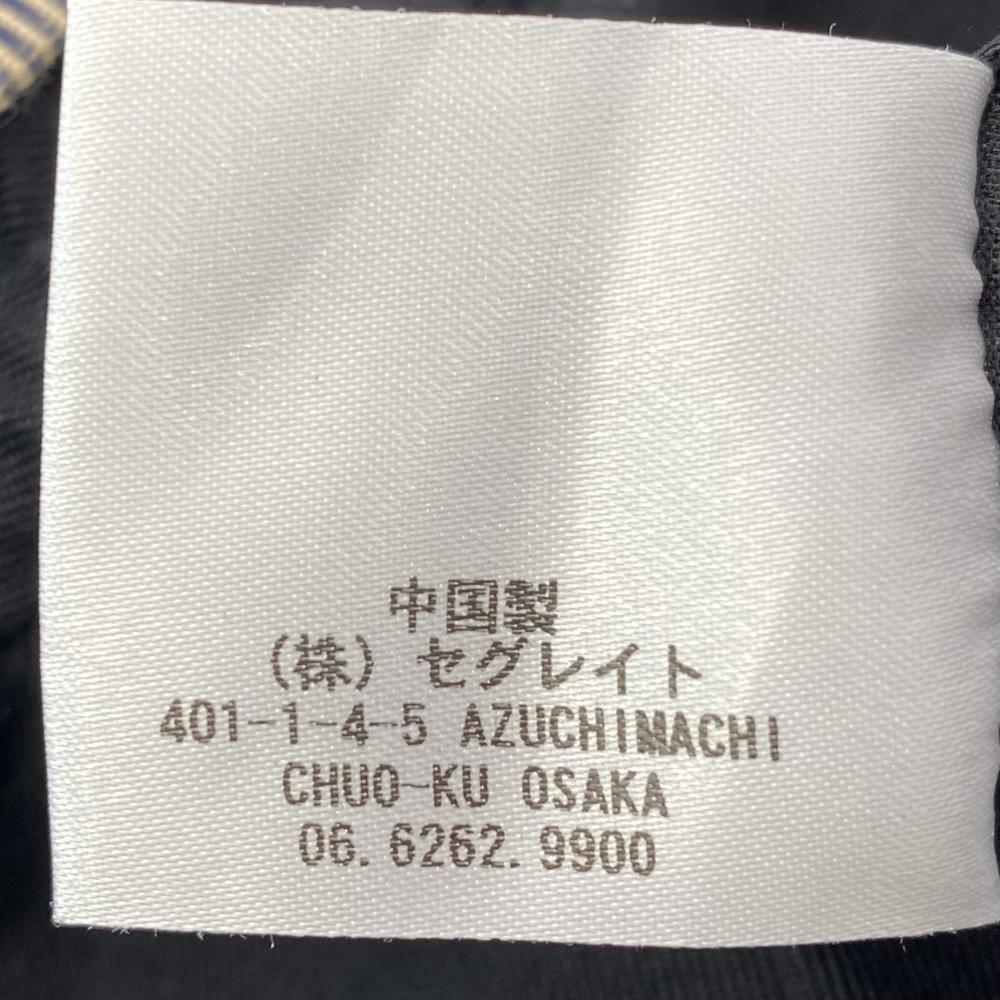 中国製
(株) セグレイト
401-1-4-5 AZUCHIMACHI
CHUO-KU OSAKA
06. 6262. 9900